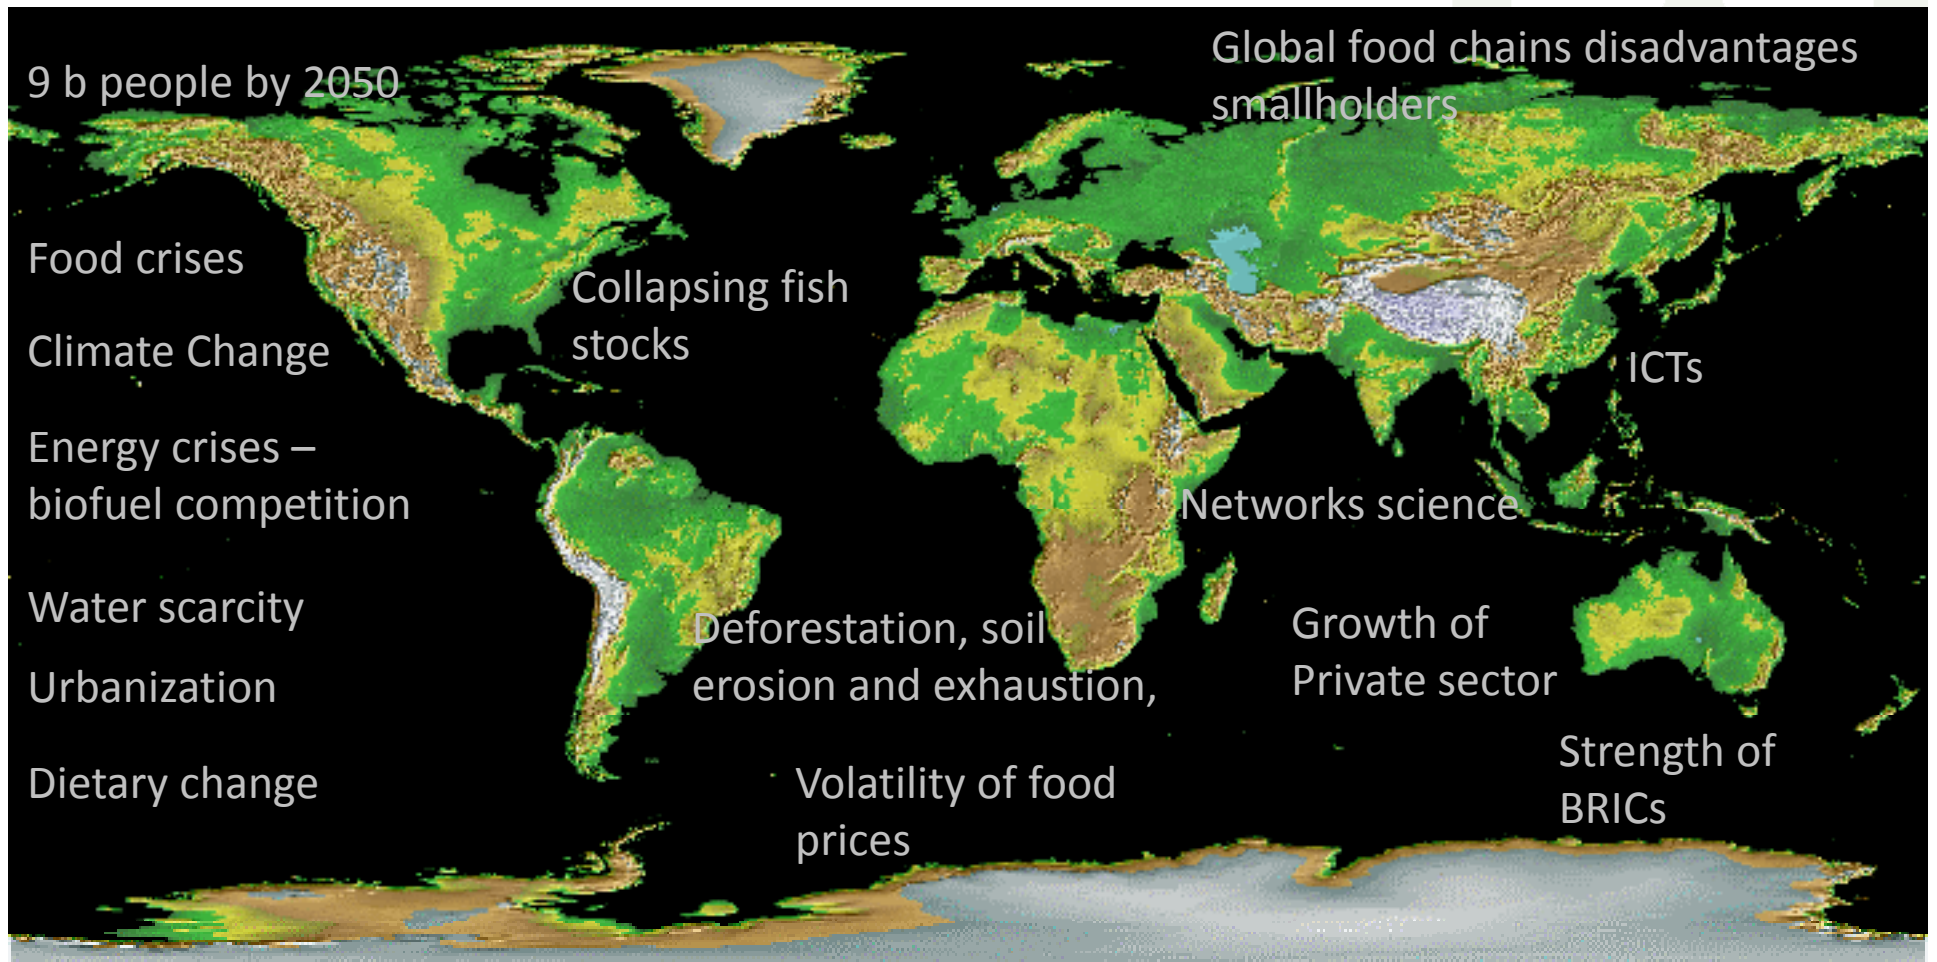 9 b people by 2050
Global food chains disadvantages
smallholders
Food crises
Collapsing fish
stocks
Climate Change
ICTs
Energy crises –
biofuel competition
Networks science
Water scarcity
Deforestation, soil
erosion and exhaustion,
Growth of
Private sector
Urbanization
Strength of
BRICs
Dietary change
Volatility of food
prices